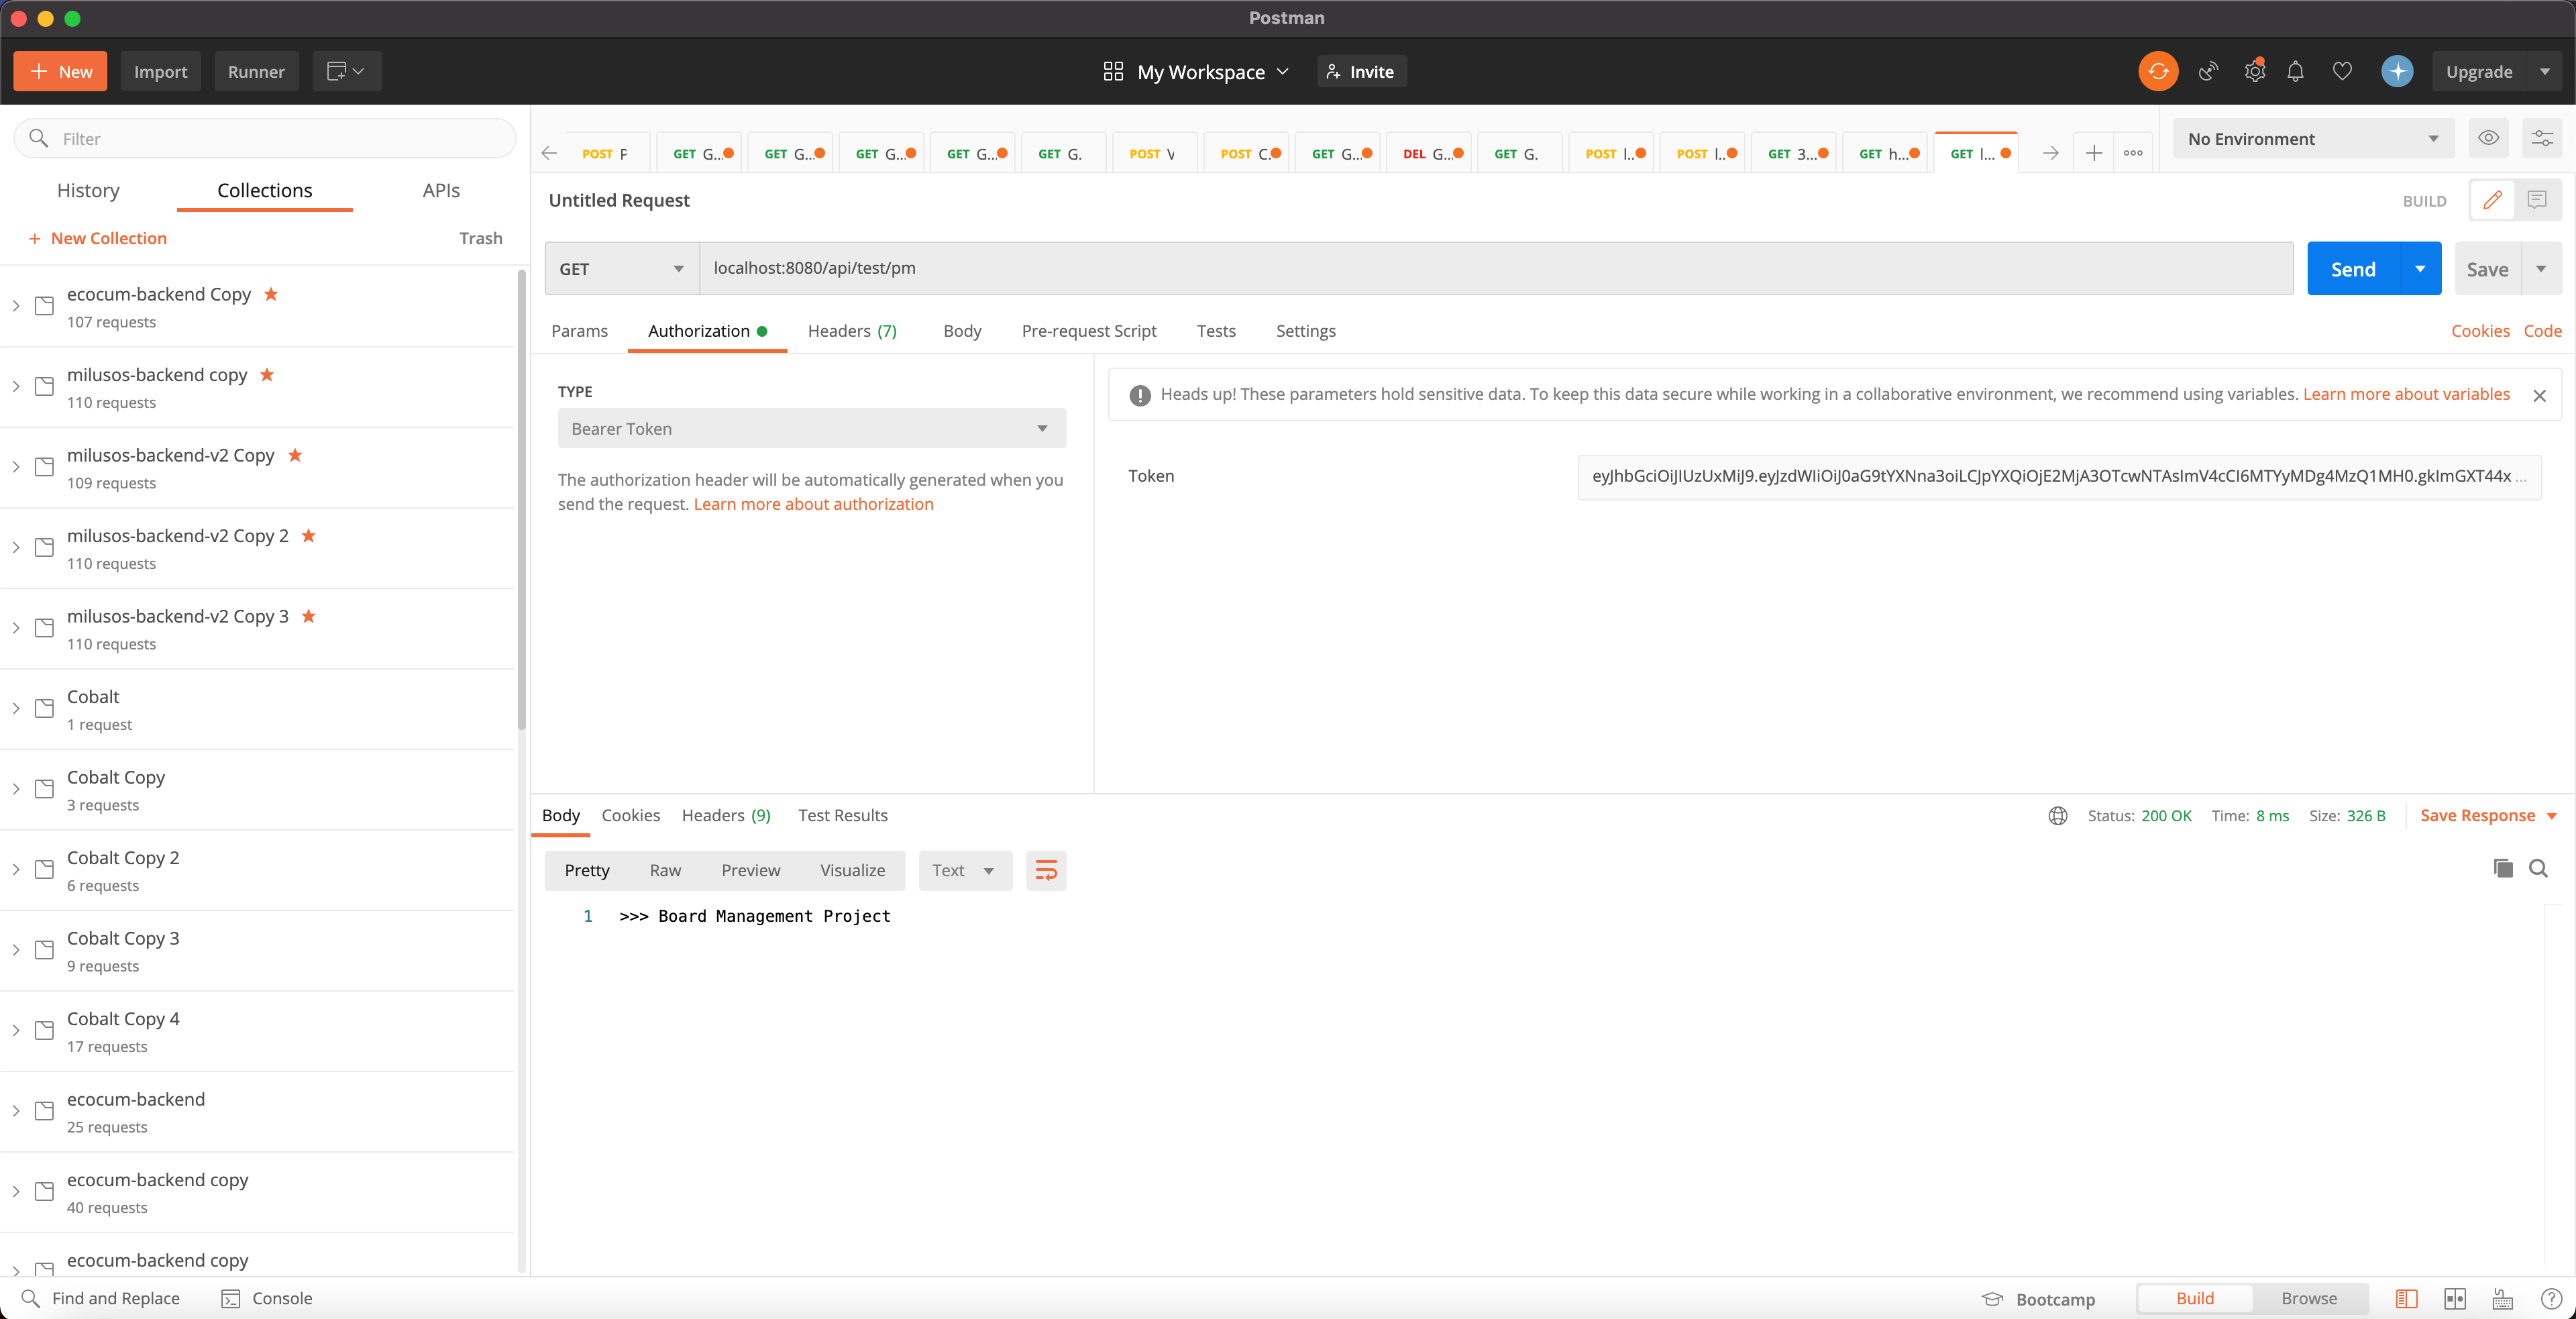 Postman
New
Import
Runner
My Workspace
Invite
Upgrade
Filter
History
Collections
APIs
New Collection
Trash
ecocum-backend Copy
107 requests
milusos-backend copy
110 requests
milusos-backend-v2 Copy
109 requests
milusos-backend-v2 Copy 2
110 requests
milusos-backend-v2 Copy 3
110 requests
Cobalt
1 request
Cobalt Copy
3 requests
Cobalt Copy 2
6 requests
Cobalt Copy 3
9 requests
Cobalt Copy 4
17 requests
ecocum-backend
25 requests
ecocum-backend copy
40 requests
ecocum-backend copy
POST
GET G...
GET G...
GET G...
GET G...
GET G.
POST
POST C...
GET G...
DEL G...
GET G.
POST l...
POST l...
GET 3...
GET h...
GET l...
No Environment
Untitled Request
BUILD
GET
localhost:8080/api/test/pm
Send
Save
Params
Authorization
Headers (7)
Body
Pre-request Script
Tests
Settings
Cookies
Code
TYPE
Bearer Token
The authorization header will be automatically generated when you
send the request. Learn more about authorization
Heads up! These parameters hold sensitive data. To keep this data secure while working in a collaborative environment, we recommend using variables. Learn more about variables
Token
eyJhbGciOiJIUzUxMiJ9.eyJzdWIiOiJ0aG9tYXNna3oiLCJpYXQiOjE2MjA3OTcwNTAsImV4cCI6MTYyMDg4MzQ1MH0.gkImGXT44x ...
Body
Cookies
Headers (9)
Test Results
Status: 200 OK
Time: 8 ms
Size: 326 B
Save Response
Pretty
Raw
Preview
Visualize
Text
1 >>> Board Management Project
Find and Replace
Console
Bootcamp
Build
Browse